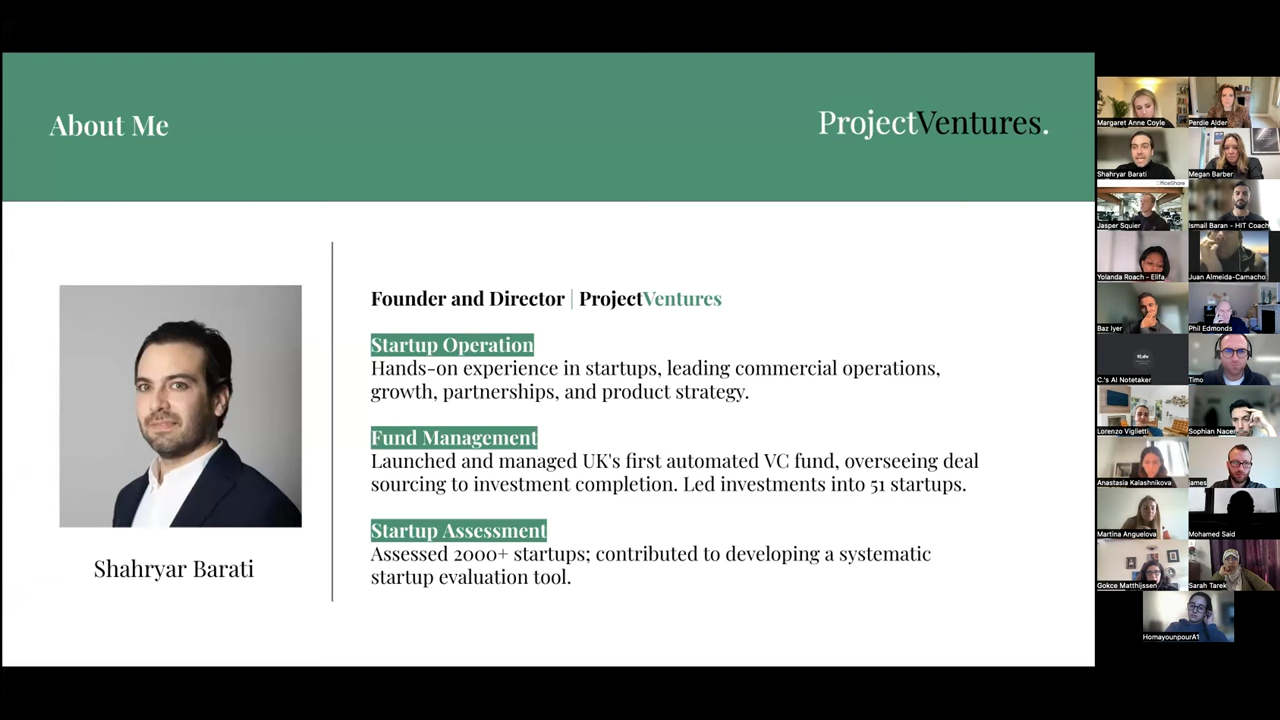 About Me
ProjectVentures.
Founder and Director | ProjectVentures
Startup Operation
Hands-on experience in startups, leading commercial operations,
growth, partnerships, and product strategy.
Fund Management
Launched and managed UK's first automated VC fund, overseeing deal
sourcing to investment completion. Led investments into 51 startups.
Startup Assessment
Assessed 2000+ startups; contributed to developing a systematic
startup evaluation tool.
Shahryar Barati
Margaret Anne Coyle
Perdie Alder
Shahryar Barati
Megan Barber
Jasper Squier
Ismail Baran - HIT Coach
Yolanda Roach - Elifa
Juan Almeida-Camacho
Baz Iyer
Phil Edmonds
C.'s AI Notetaker
Timo
Lorenzo Viglietti
Sophian Nacer
Anastasia Kalashnikova
james
Martina Anguelova
Mohamed Said
Gokce Matthijssen
Sarah Tarek
HomayounpourA1